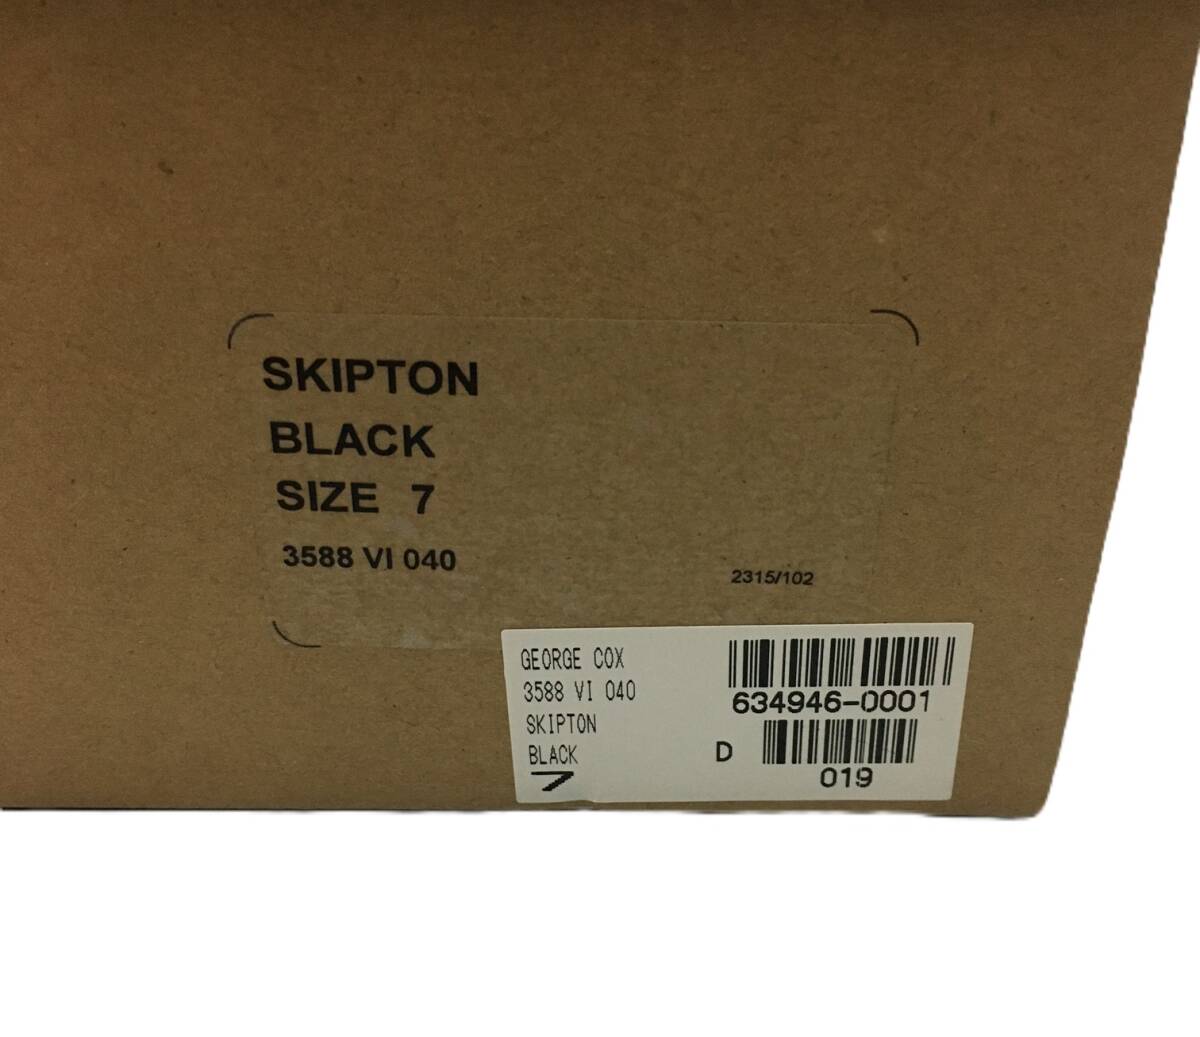 SKIPTON
BLACK
SIZE 7
3588 VI 040
2315/102
GEORGE COX
3588 VI 040
SKIPTON
BLACK
7
634946-0001
D
019